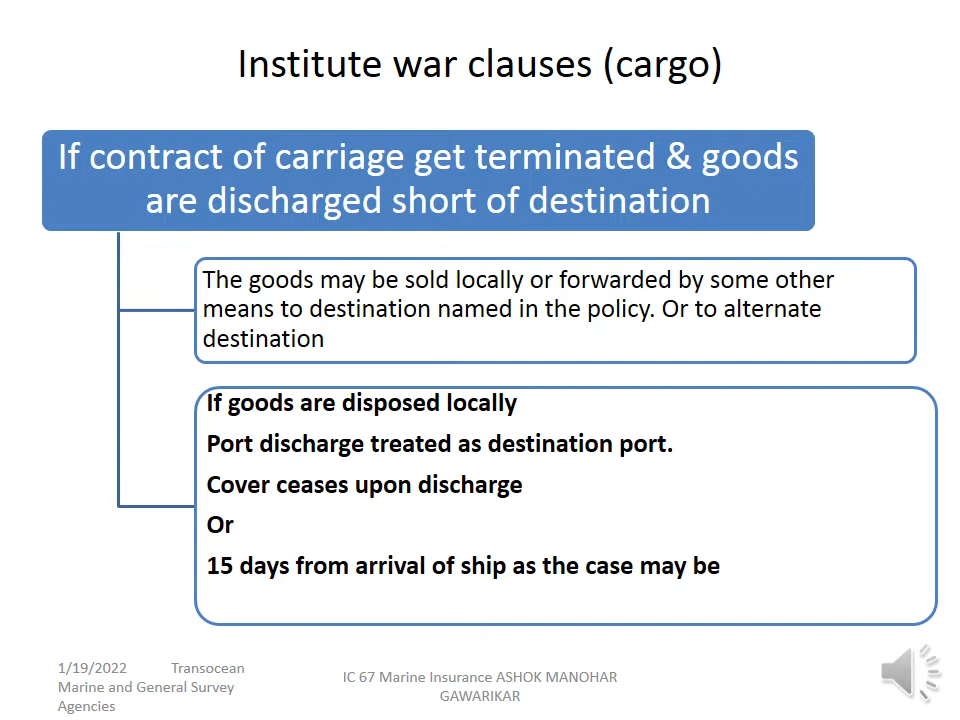 Institute war clauses (cargo)
If contract of carriage get terminated & goods
are discharged short of destination
The goods may be sold locally or forwarded by some other
means to destination named in the policy. Or to alternate
destination
If goods are disposed locally
Port discharge treated as destination port.
Cover ceases upon discharge
Or
15 days from arrival of ship as the case may be
1/19/2022 Transocean
Marine and General Survey
Agencies
IC 67 Marine Insurance ASHOK MANOHAR
GAWARIKAR